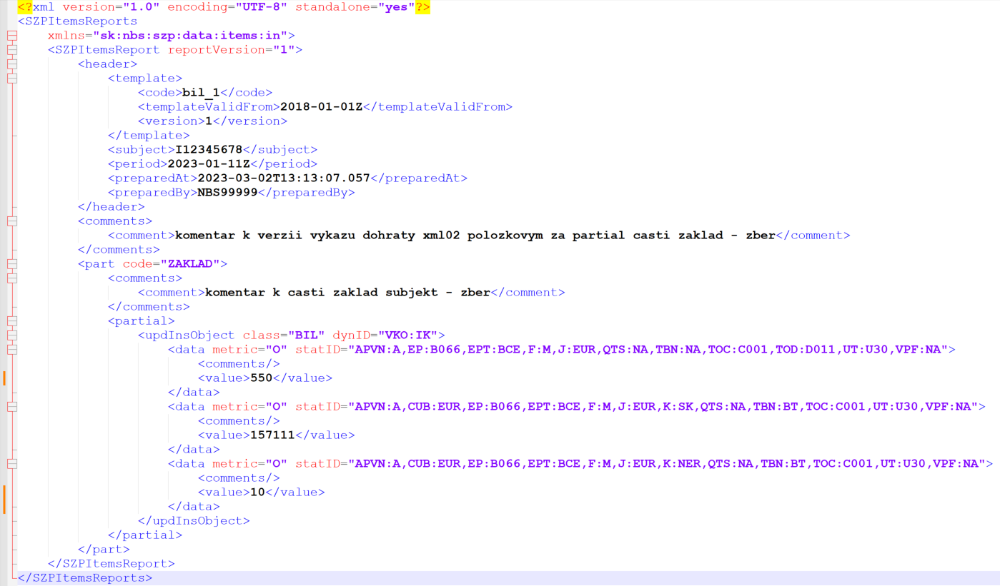 <?xml version="1.0" encoding="UTF-8" standalone="yes"?>
<SZPItemsReports
xmlns="sk:nbs:szp:data:items:in">
<SZPItemsReport reportVersion="1">
<header>
<template>
<code>bil_1</code>
<templateValidFrom>2018-01-01Z</templateValidFrom>
<version>1</version>
</template>
<subject>I12345678</subject>
<period>2023-01-11Z</period>
<preparedAt>2023-03-02T13:13:07.057</preparedAt>
<preparedBy>NBS99999</preparedBy>
</header>
<comments>
<comment>komentar k verzii vykazu dohraty xml02 polozkovym za partial casti zaklad - zber</comment>
</comments>
<part code="ZAKLAD">
<comments>
<comment>komentar k casti zaklad subjekt - zber</comment>
</comments>
<partial>
<updInsObject class="BIL" dynID="VKO:IK">
<data metric="O" statID="APVN:A,EP:B066,EPT:BCE,F:M,J:EUR,QTS:NA,TBN:NA,TOC:C001,TOD:D011,UT:U30,VPF:NA">
<comments/>
<value>550</value>
</data>
<data metric="O" statID="APVN:A,CUB:EUR,EP:B066,EPT:BCE,F:M,J:EUR,K:SK,QTS:NA,TBN:BT,TOC:C001,UT:U30,VPF:NA">
<comments/>
<value>157111</value>
</data>
<data metric="O" statID="APVN:A,CUB:EUR,EP:B066,EPT:BCE,F:M,J:EUR,K:NER,QTS:NA,TBN:BT,TOC:C001,UT:U30,VPF:NA">
<comments/>
<value>10</value>
</data>
</updInsObject>
</partial>
</part>
</SZPItemsReport>
</SZPItemsReports>